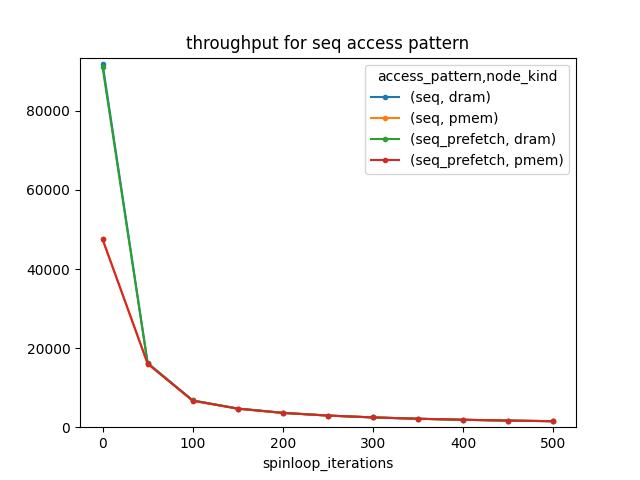 throughput for seq access pattern
access_pattern,node_kind
(seq, dram)
(seq, pmem)
(seq_prefetch, dram)
(seq_prefetch, pmem)
80000
60000
40000
20000
0
0 100 200 300 400 500
spinloop_iterations